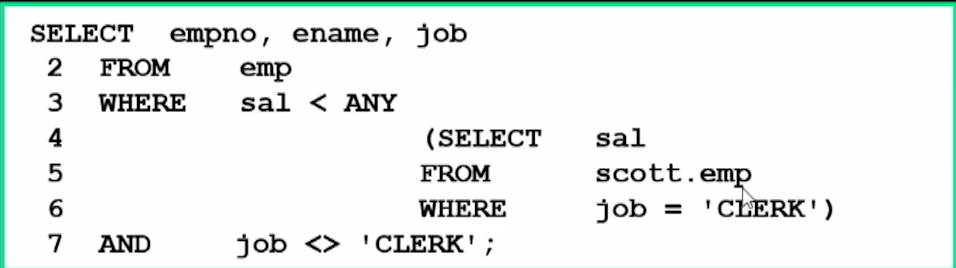 SELECT empno, ename, job
2 FROM emp
3 WHERE sal < ANY
4 (SELECT sal
5 FROM scott.emp
6 WHERE job = 'CLERK')
7 AND job <> 'CLERK';